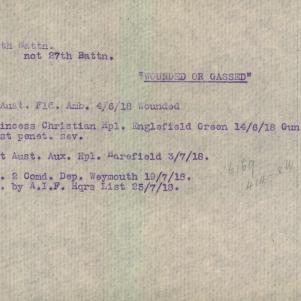 th Battn.
not 27th Battn.
"WOUNDED OR GASSED"
Aust. Fld. Amb. 4/6/18 Wounded
incess Christian Hpl. Englefield Green 14/6/18 Gun
st penet. sev.
t Aust. Aux. Hpl. Harefield 3/7/18.
. 2 Comd. Dep. Weymouth 19/7/18.
. by A.I.F. Hqrs List 25/7/18.